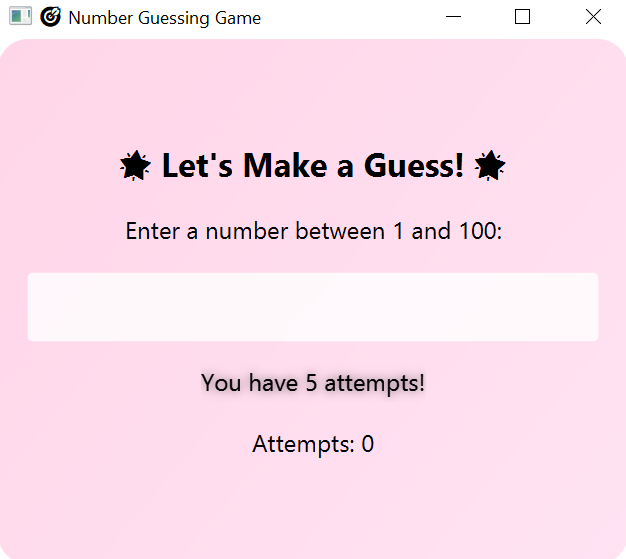 🎯 Number Guessing Game
🌟 Let's Make a Guess! 🌟
Enter a number between 1 and 100:
You have 5 attempts!
Attempts: 0